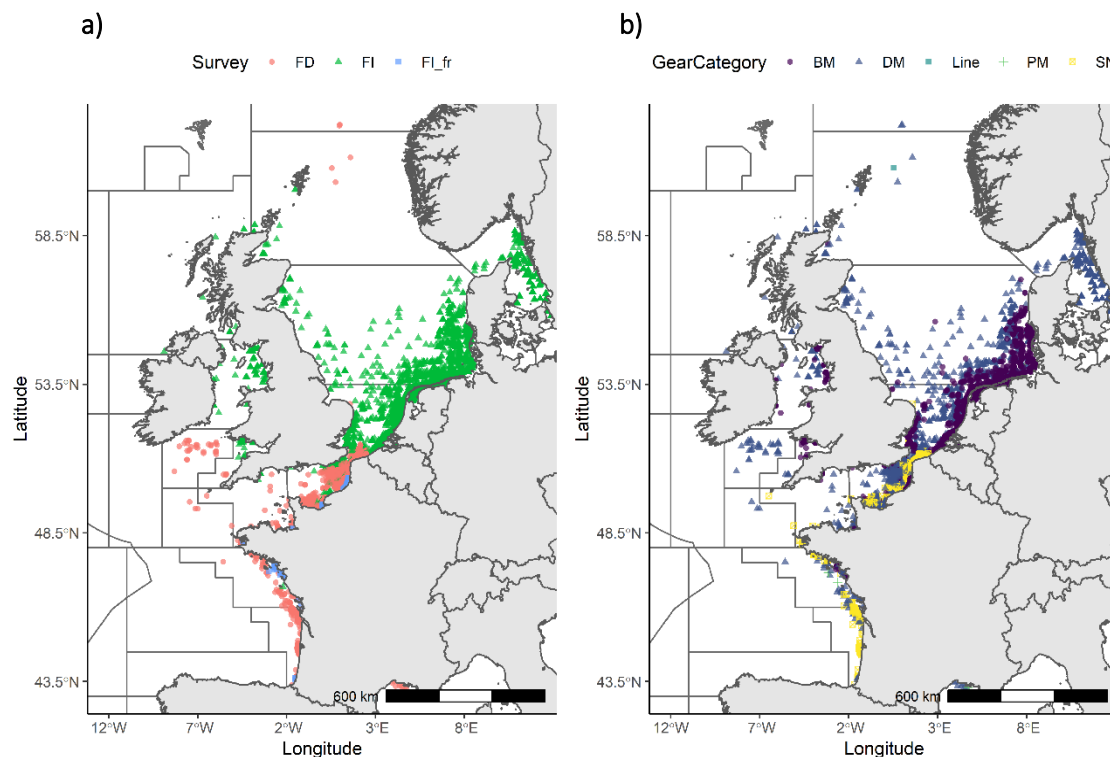 a)
b)
Survey FD FI FI_fr
GearCategory BM DM Line PM SN
58.5°N
53.5°N
48.5°N
43.5°N
Latitude
600 km
12°W 7°W 2°W 3°E 8°E
Longitude
58.5°N
53.5°N
48.5°N
43.5°N
Latitude
600 km
12°W 7°W 2°W 3°E 8°E
Longitude